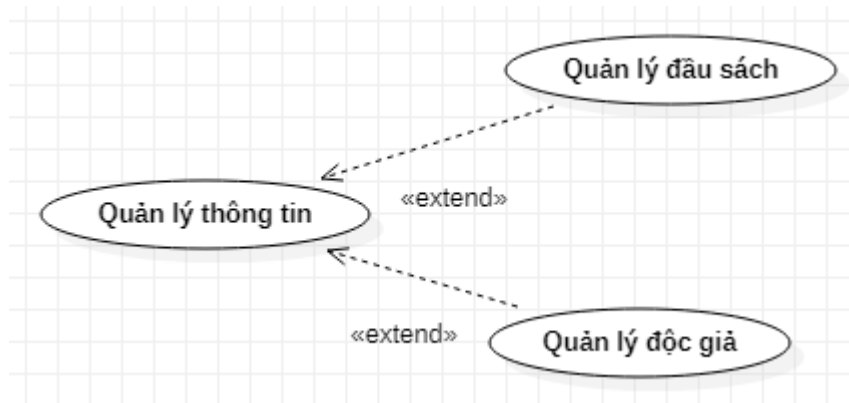 Quản lý đầu sách
«extend»
Quản lý thông tin
«extend»
Quản lý độc giả